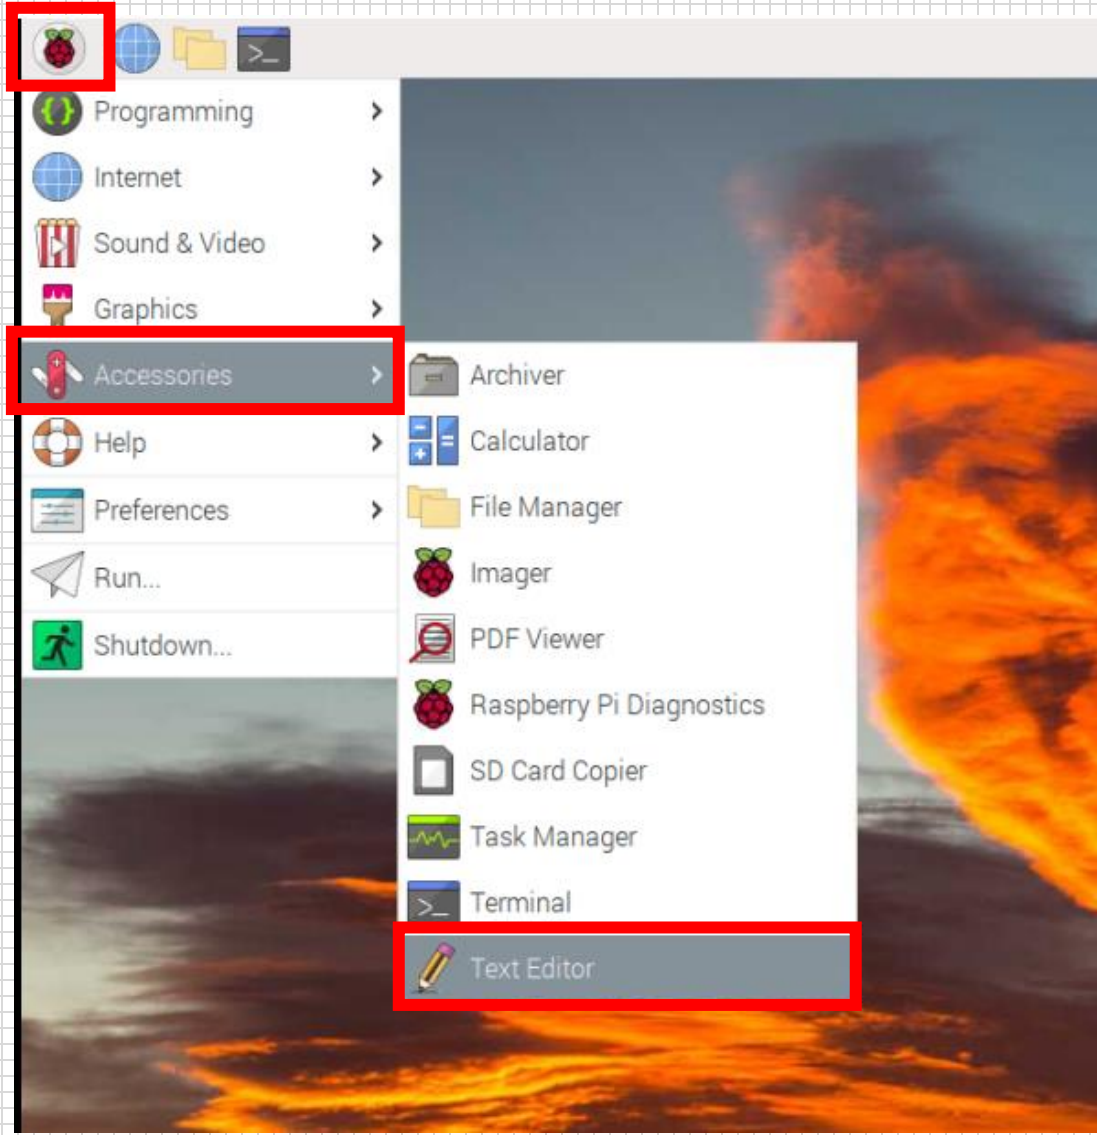 Programming
Internet
Sound & Video
Graphics
Accessories
Help
Preferences
Run...
Shutdown...
Archiver
Calculator
File Manager
Imager
PDF Viewer
Raspberry Pi Diagnostics
SD Card Copier
Task Manager
Terminal
Text Editor